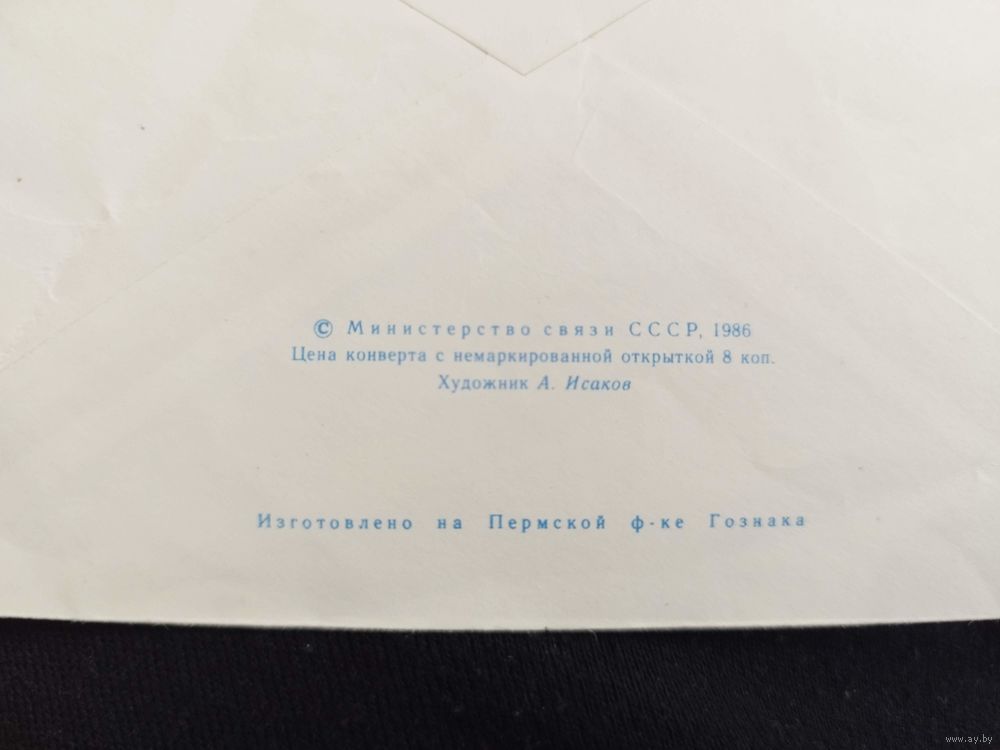 © Министерство связи СССР, 1986
Цена конверта с немаркированной открыткой 8 коп.
Художник А. Исаков
Изготовлено на Пермской ф-ке Гознака
www.ay.by